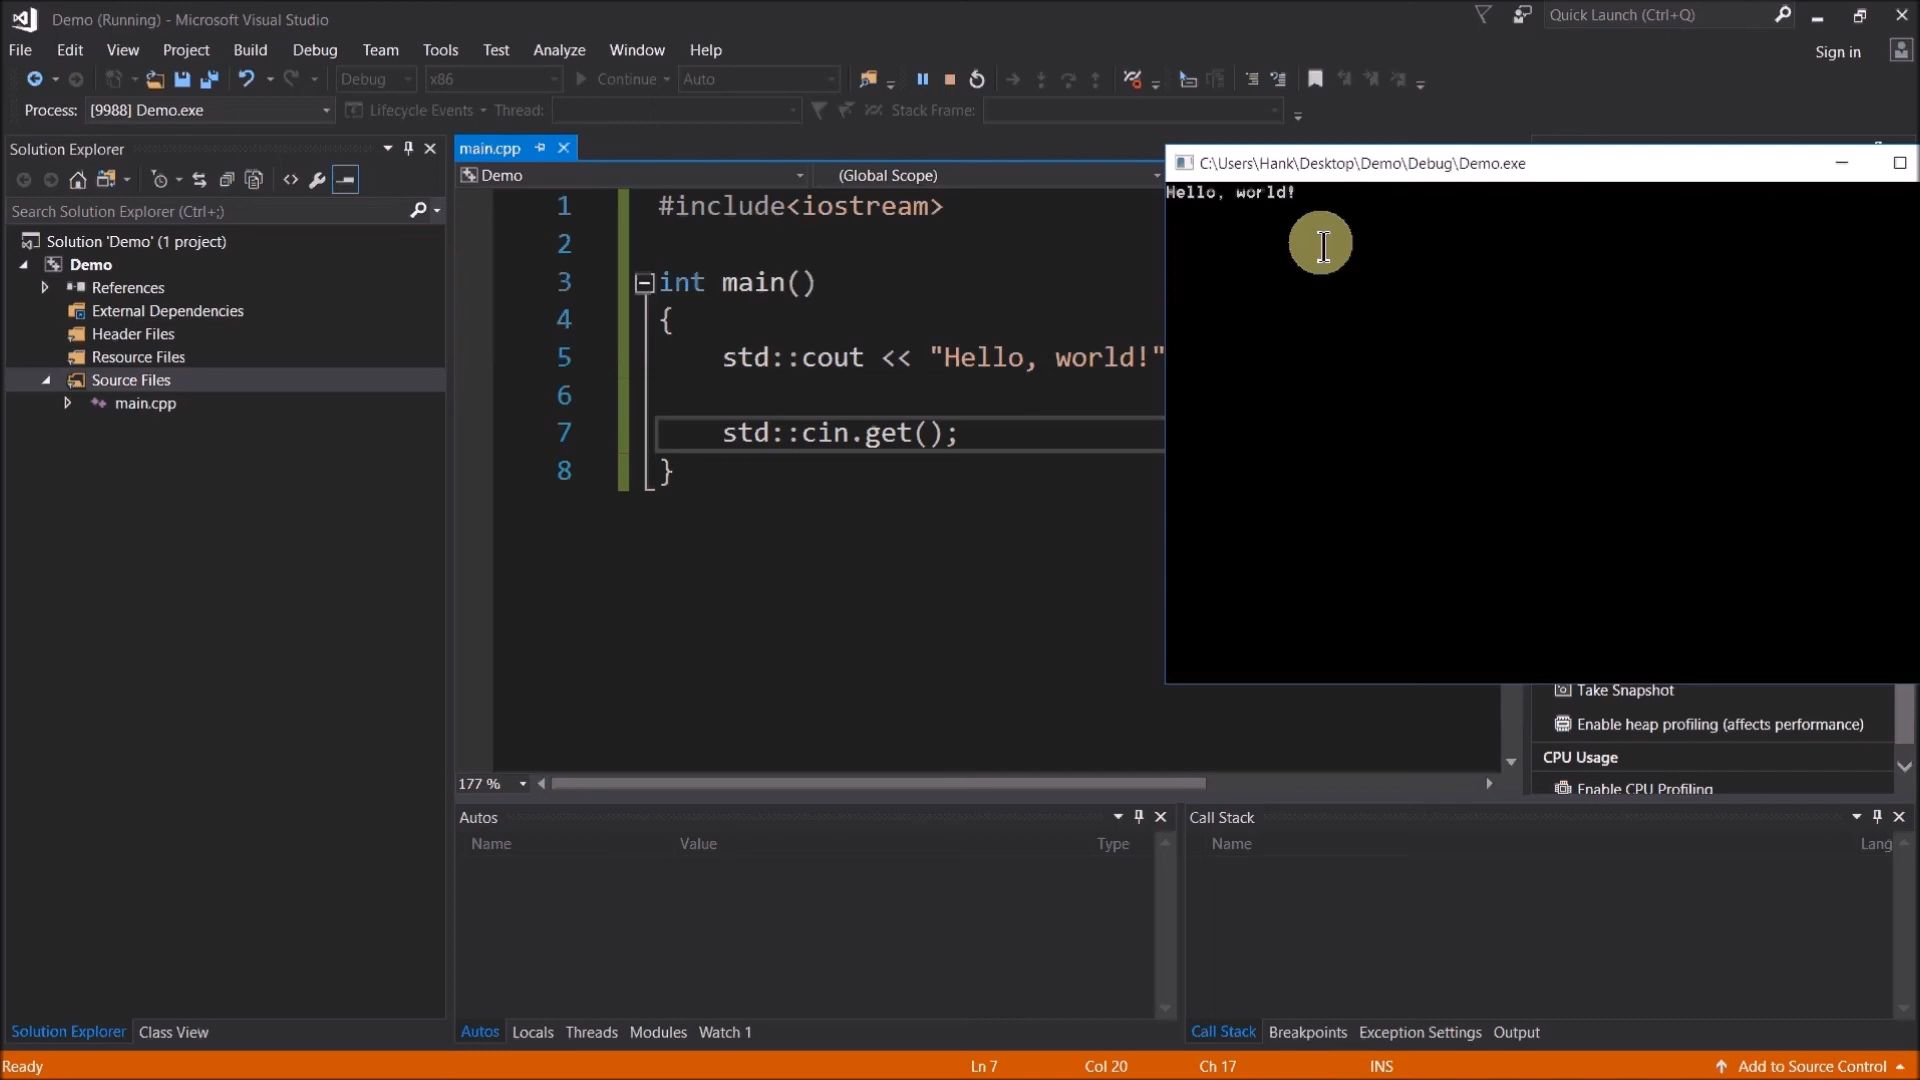 Demo (Running) - Microsoft Visual Studio
Quick Launch (Ctrl+Q)
File Edit View Project Build Debug Team Tools Test Analyze Window Help
Sign in
Debug x86 Continue Auto
Process: [9988] Demo.exe Lifecycle Events Thread: Stack Frame:
Solution Explorer
Search Solution Explorer (Ctrl+;)
Solution 'Demo' (1 project)
Demo
References
External Dependencies
Header Files
Resource Files
Source Files
main.cpp
Solution Explorer Class View
main.cpp
Demo (Global Scope)
1 #include<iostream>
2
3 int main()
4 {
5 std::cout << "Hello, world!"
6
7 std::cin.get();
8 }
177 %
C:\Users\Hank\Desktop\Demo\Debug\Demo.exe
Hello, world!
Take Snapshot
Enable heap profiling (affects performance)
CPU Usage
Enable CPU Profiling
Autos
Name Value Type
Autos Locals Threads Modules Watch 1
Call Stack
Name Lang
Call Stack Breakpoints Exception Settings Output
Ready Ln 7 Col 20 Ch 17 INS Add to Source Control